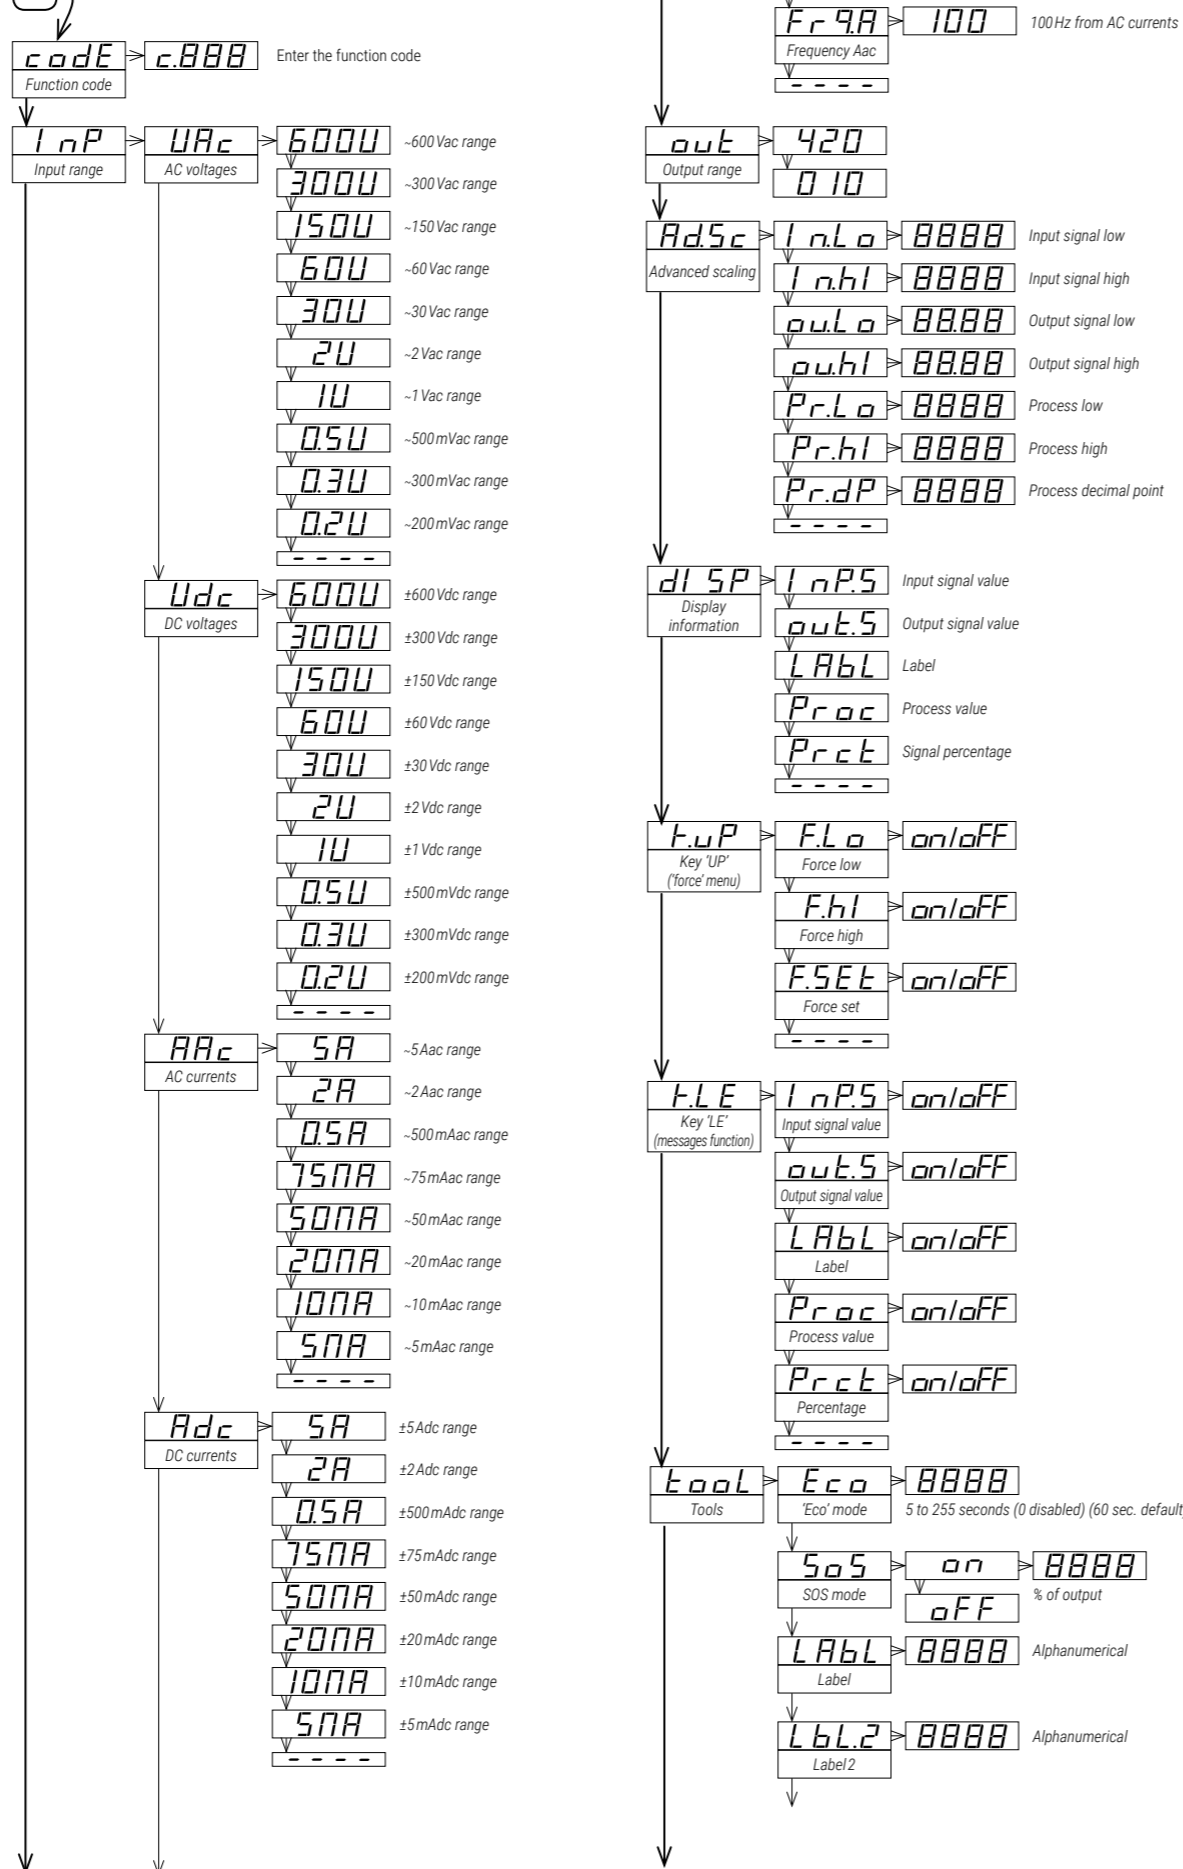 codE
c.888
Enter the function code
Function code
InP
Input range
UAc
AC voltages
600U
~600 Vac range
300U
~300 Vac range
150U
~150 Vac range
60U
~60 Vac range
30U
~30 Vac range
2U
~2 Vac range
1U
~1 Vac range
0.5U
~500 mVac range
0.3U
~300 mVac range
0.2U
~200 mVac range
- - - -
Udc
DC voltages
600U
±600 Vdc range
300U
±300 Vdc range
150U
±150 Vdc range
60U
±60 Vdc range
30U
±30 Vdc range
2U
±2 Vdc range
1U
±1 Vdc range
0.5U
±500 mVdc range
0.3U
±300 mVdc range
0.2U
±200 mVdc range
- - - -
AAc
AC currents
5A
~5 Aac range
2A
~2 Aac range
0.5A
~500 mAac range
75MA
~75 mAac range
50MA
~50 mAac range
20MA
~20 mAac range
10MA
~10 mAac range
5MA
~5 mAac range
- - - -
Adc
DC currents
5A
±5 Adc range
2A
±2 Adc range
0.5A
±500 mAdc range
75MA
±75 mAdc range
50MA
±50 mAdc range
20MA
±20 mAdc range
10MA
±10 mAdc range
5MA
±5 mAdc range
- - - -
Frq.A
100
100 Hz from AC currents
Frequency Aac
- - - -
out
Output range
420
010
Ad.Sc
Advanced scaling
In.Lo
8888
Input signal low
In.hI
8888
Input signal high
ou.Lo
88.88
Output signal low
ou.hI
88.88
Output signal high
Pr.Lo
8888
Process low
Pr.hI
8888
Process high
Pr.dP
8888
Process decimal point
- - - -
dISP
Display
information
InP.S
Input signal value
out.S
Output signal value
LAbL
Label
Proc
Process value
Prct
Signal percentage
- - - -
K.uP
Key ‘UP’
(‘force’ menu)
F.Lo
on/oFF
Force low
F.hI
on/oFF
Force high
F.SEt
on/oFF
Force set
- - - -
K.LE
Key ‘LE’
(messages function)
InP.S
on/oFF
Input signal value
out.S
on/oFF
Output signal value
LAbL
on/oFF
Label
Proc
on/oFF
Process value
Prct
on/oFF
Percentage
- - - -
tooL
Tools
Eco
8888
‘Eco’ mode
5 to 255 seconds (0 disabled) (60 sec. default)
SoS
on
8888
SOS mode
oFF
% of output
LAbL
8888
Alphanumerical
Label
LbL.2
8888
Alphanumerical
Label 2